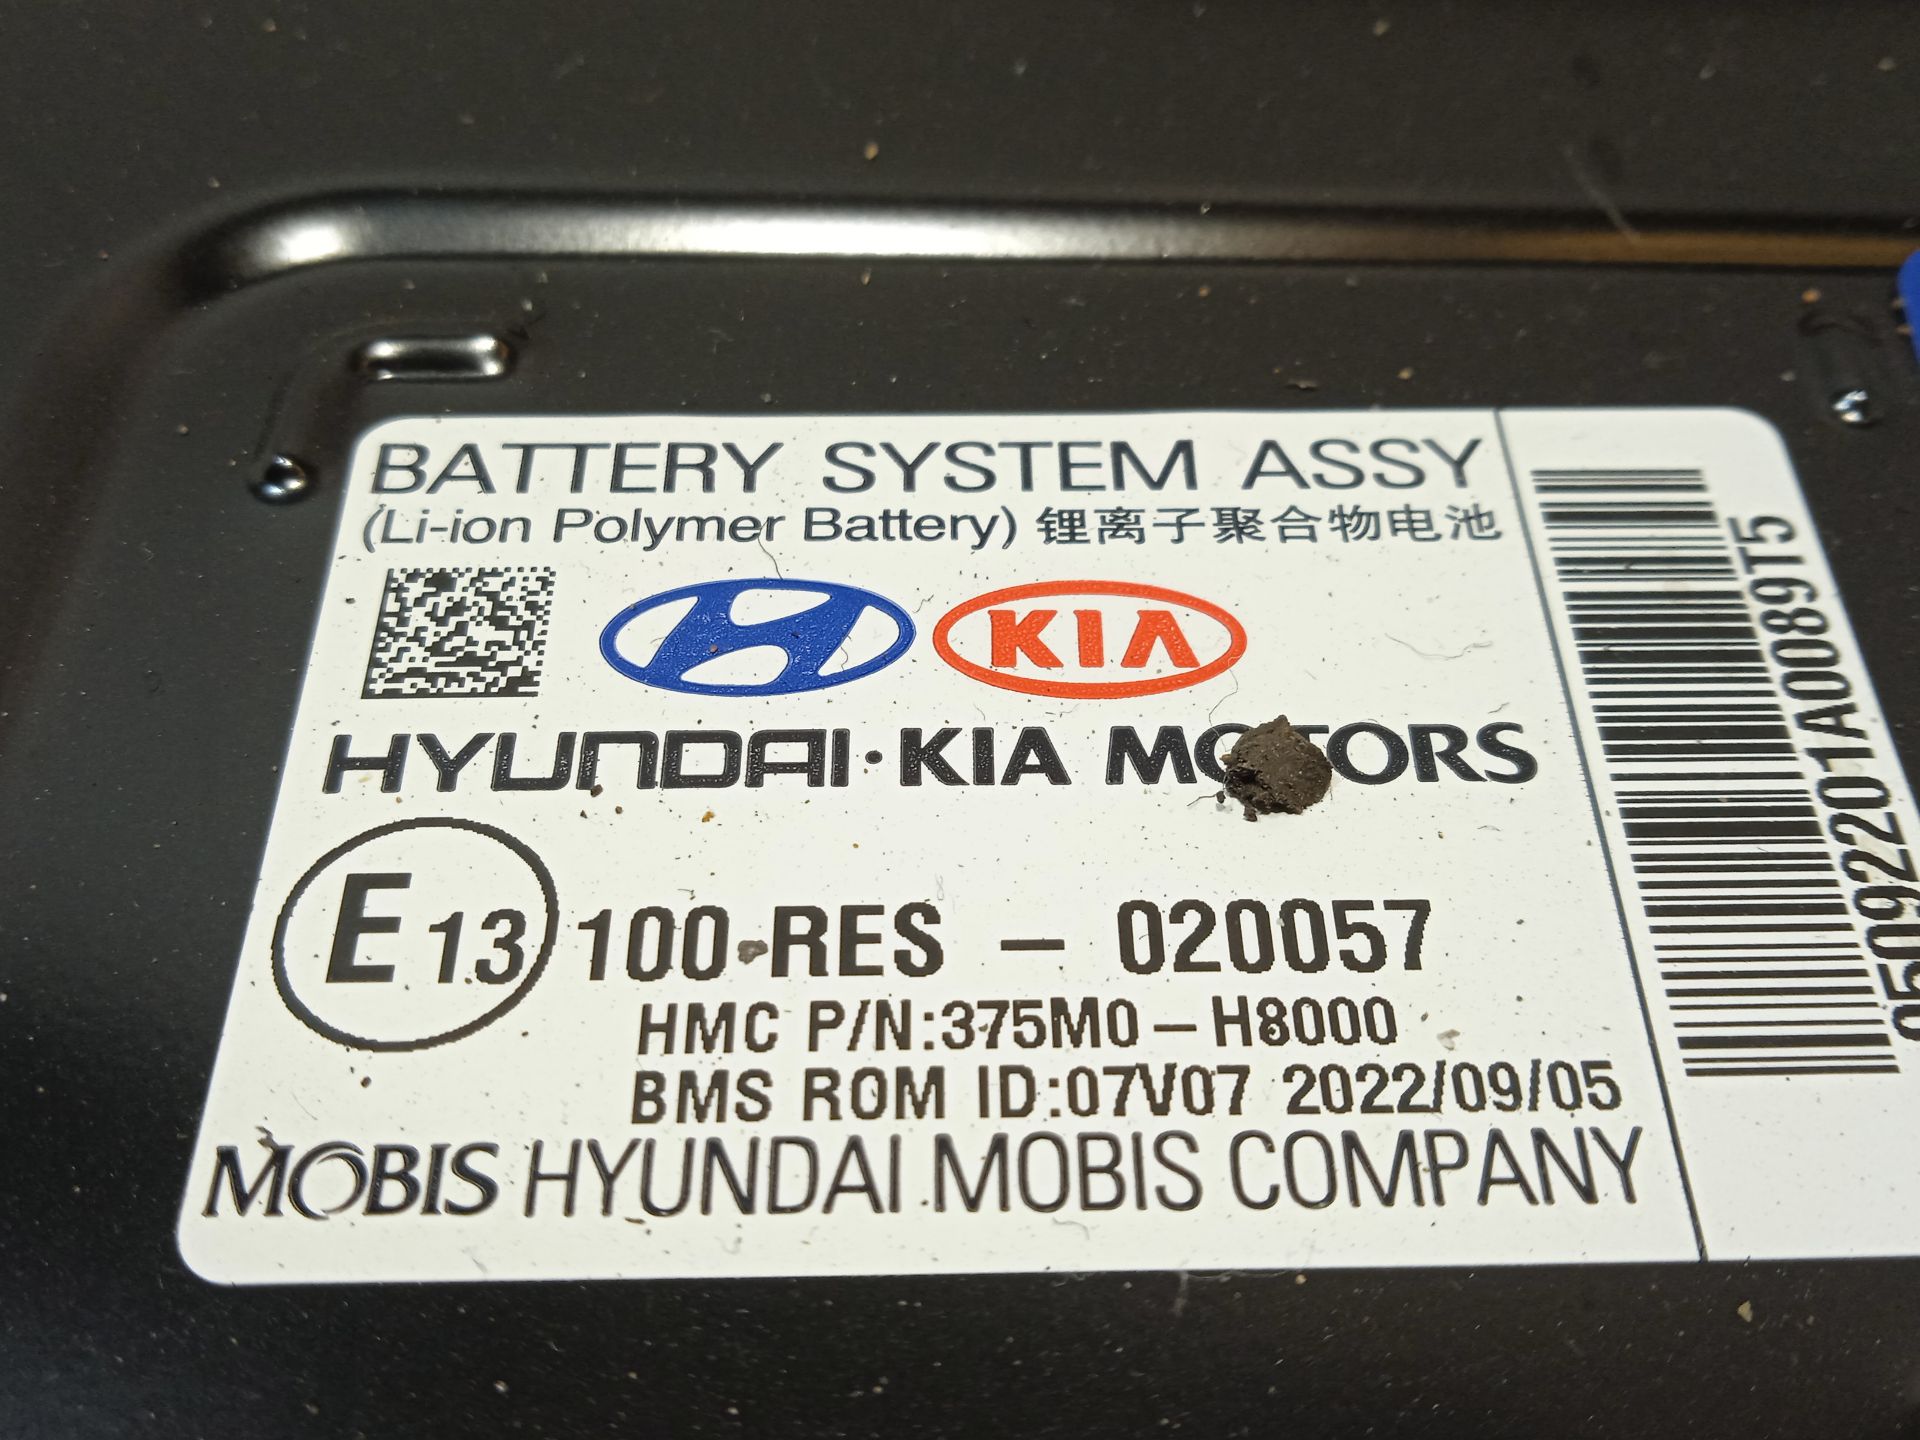 BATTERY SYSTEM ASSY
(Li-ion Polymer Battery) 锂离子聚合物电池
KIA
HYUNDAI·KIA MOTORS
E13 100 RES - 020057
HMC P/N:375M0-H8000
BMS ROM ID:07V07 2022/09/05
MOBIS HYUNDAI MOBIS COMPANY